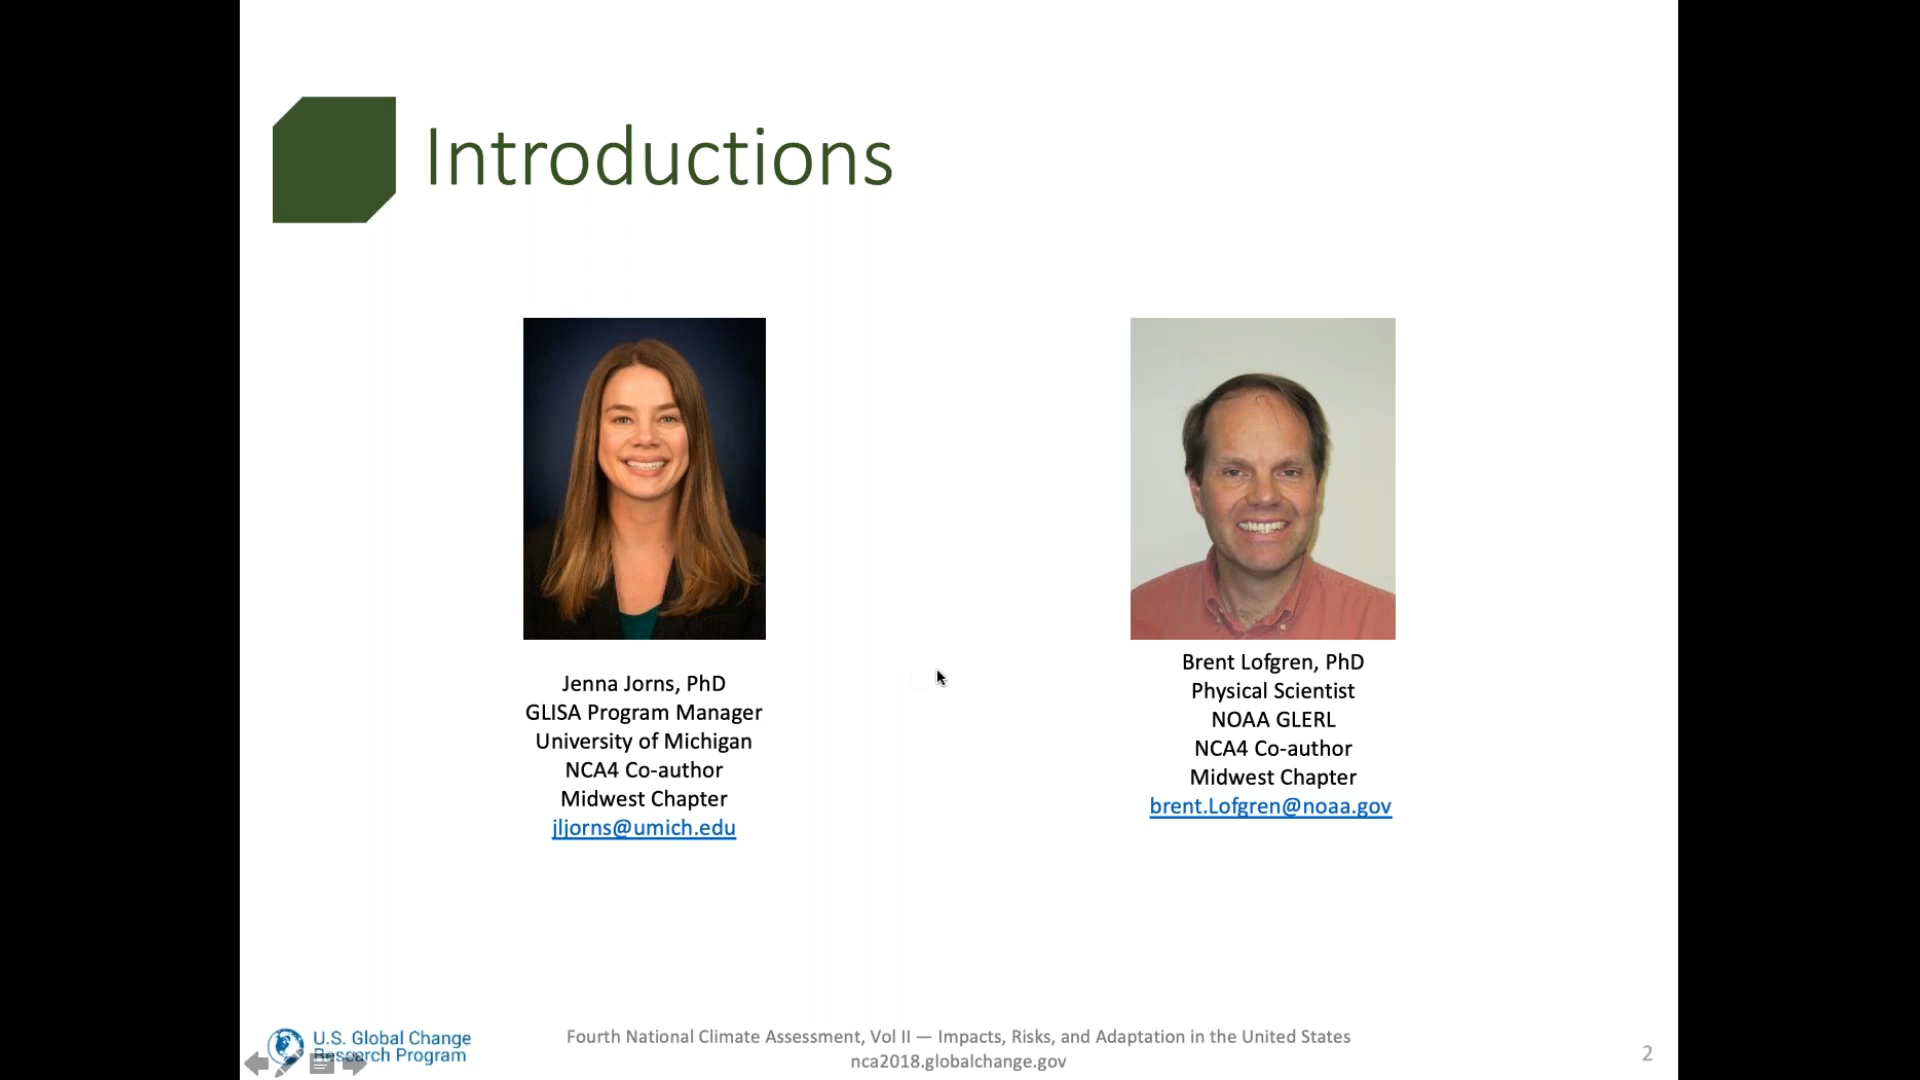 Introductions
Jenna Jorns, PhD
GLISA Program Manager
University of Michigan
NCA4 Co-author
Midwest Chapter
jljorns@umich.edu
Brent Lofgren, PhD
Physical Scientist
NOAA GLERL
NCA4 Co-author
Midwest Chapter
brent.Lofgren@noaa.gov
U.S. Global Change
Research Program
Fourth National Climate Assessment, Vol II — Impacts, Risks, and Adaptation in the United States
nca2018.globalchange.gov
2